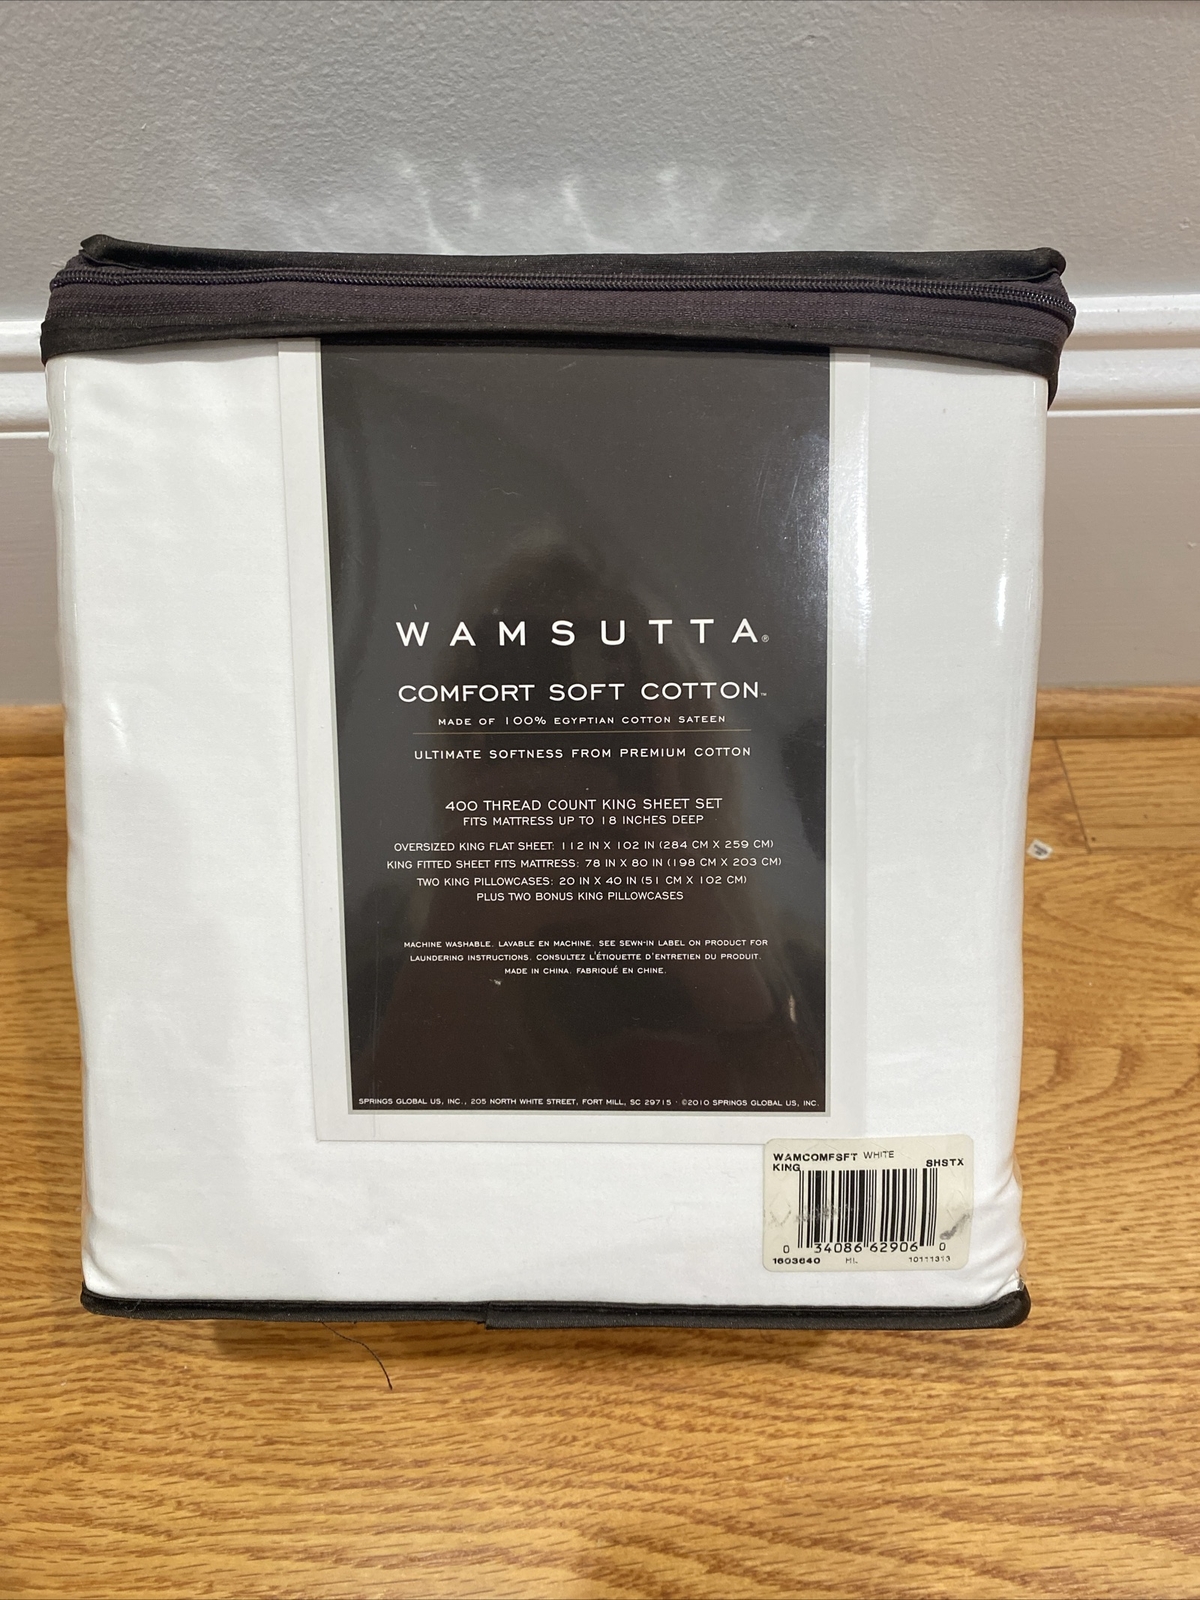 WAMSUTTA®
COMFORT SOFT COTTON™
MADE OF 100% EGYPTIAN COTTON SATEEN
ULTIMATE SOFTNESS FROM PREMIUM COTTON
400 THREAD COUNT KING SHEET SET
FITS MATTRESS UP TO 18 INCHES DEEP
OVERSIZED KING FLAT SHEET: 112 IN X 102 IN (284 CM X 259 CM)
KING FITTED SHEET FITS MATTRESS: 78 IN X 80 IN (198 CM X 203 CM)
TWO KING PILLOWCASES: 20 IN X 40 IN (51 CM X 102 CM)
PLUS TWO BONUS KING PILLOWCASES
MACHINE WASHABLE. LAVABLE EN MACHINE. SEE SEWN-IN LABEL ON PRODUCT FOR
LAUNDERING INSTRUCTIONS. CONSULTEZ L'ÉTIQUETTE D'ENTRETIEN DU PRODUIT.
MADE IN CHINA. FABRIQUÉ EN CHINE.
SPRINGS GLOBAL US, INC., 205 NORTH WHITE STREET, FORT MILL, SC 29715 · ©2010 SPRINGS GLOBAL US, INC.
WAMCOMFSFT WHITE
KING SHSTX
0 34086 62906 0
1603640 HL 10111313